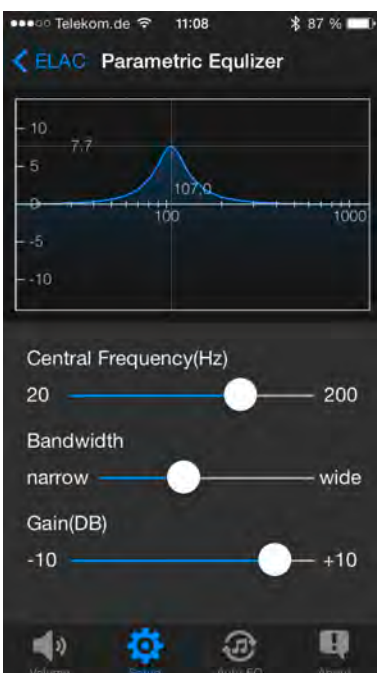 Telekom.de 11:08 87 %
ELAC Parametric Equlizer
10
7.7
5
107,0
0
100 1000
-5
-10
Central Frequency(Hz)
20 200
Bandwidth
narrow wide
Gain(DB)
-10 +10